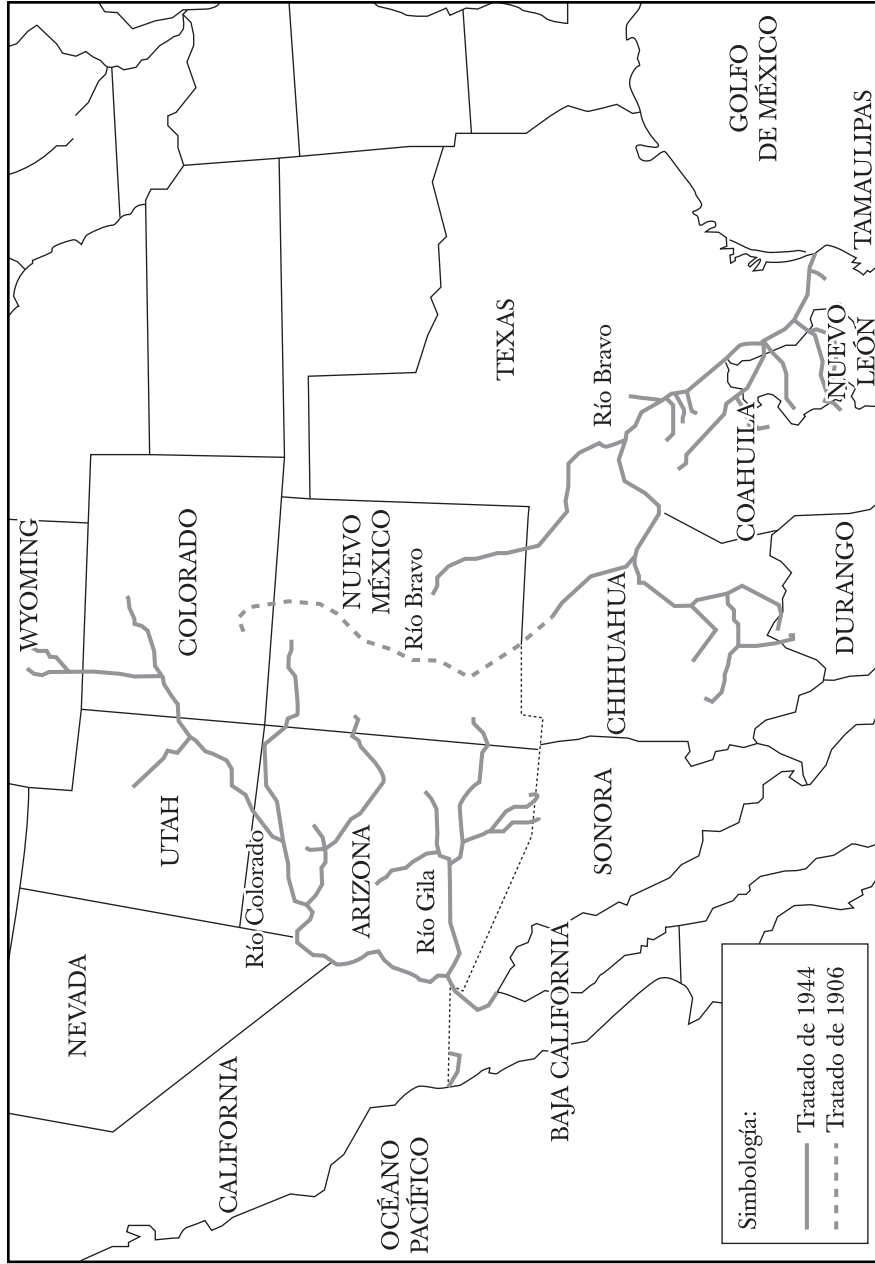 WYOMING
NEVADA
UTAH
COLORADO
CALIFORNIA
Río Colorado
ARIZONA
NUEVO
MÉXICO
Río Bravo
Río Gila
TEXAS
OCÉANO
PACÍFICO
BAJA CALIFORNIA
SONORA
CHIHUAHUA
Río Bravo
COAHUILA
GOLFO
DE MÉXICO
DURANGO
NUEVO
LEÓN
TAMAULIPAS
Simbología:
Tratado de 1944
Tratado de 1906